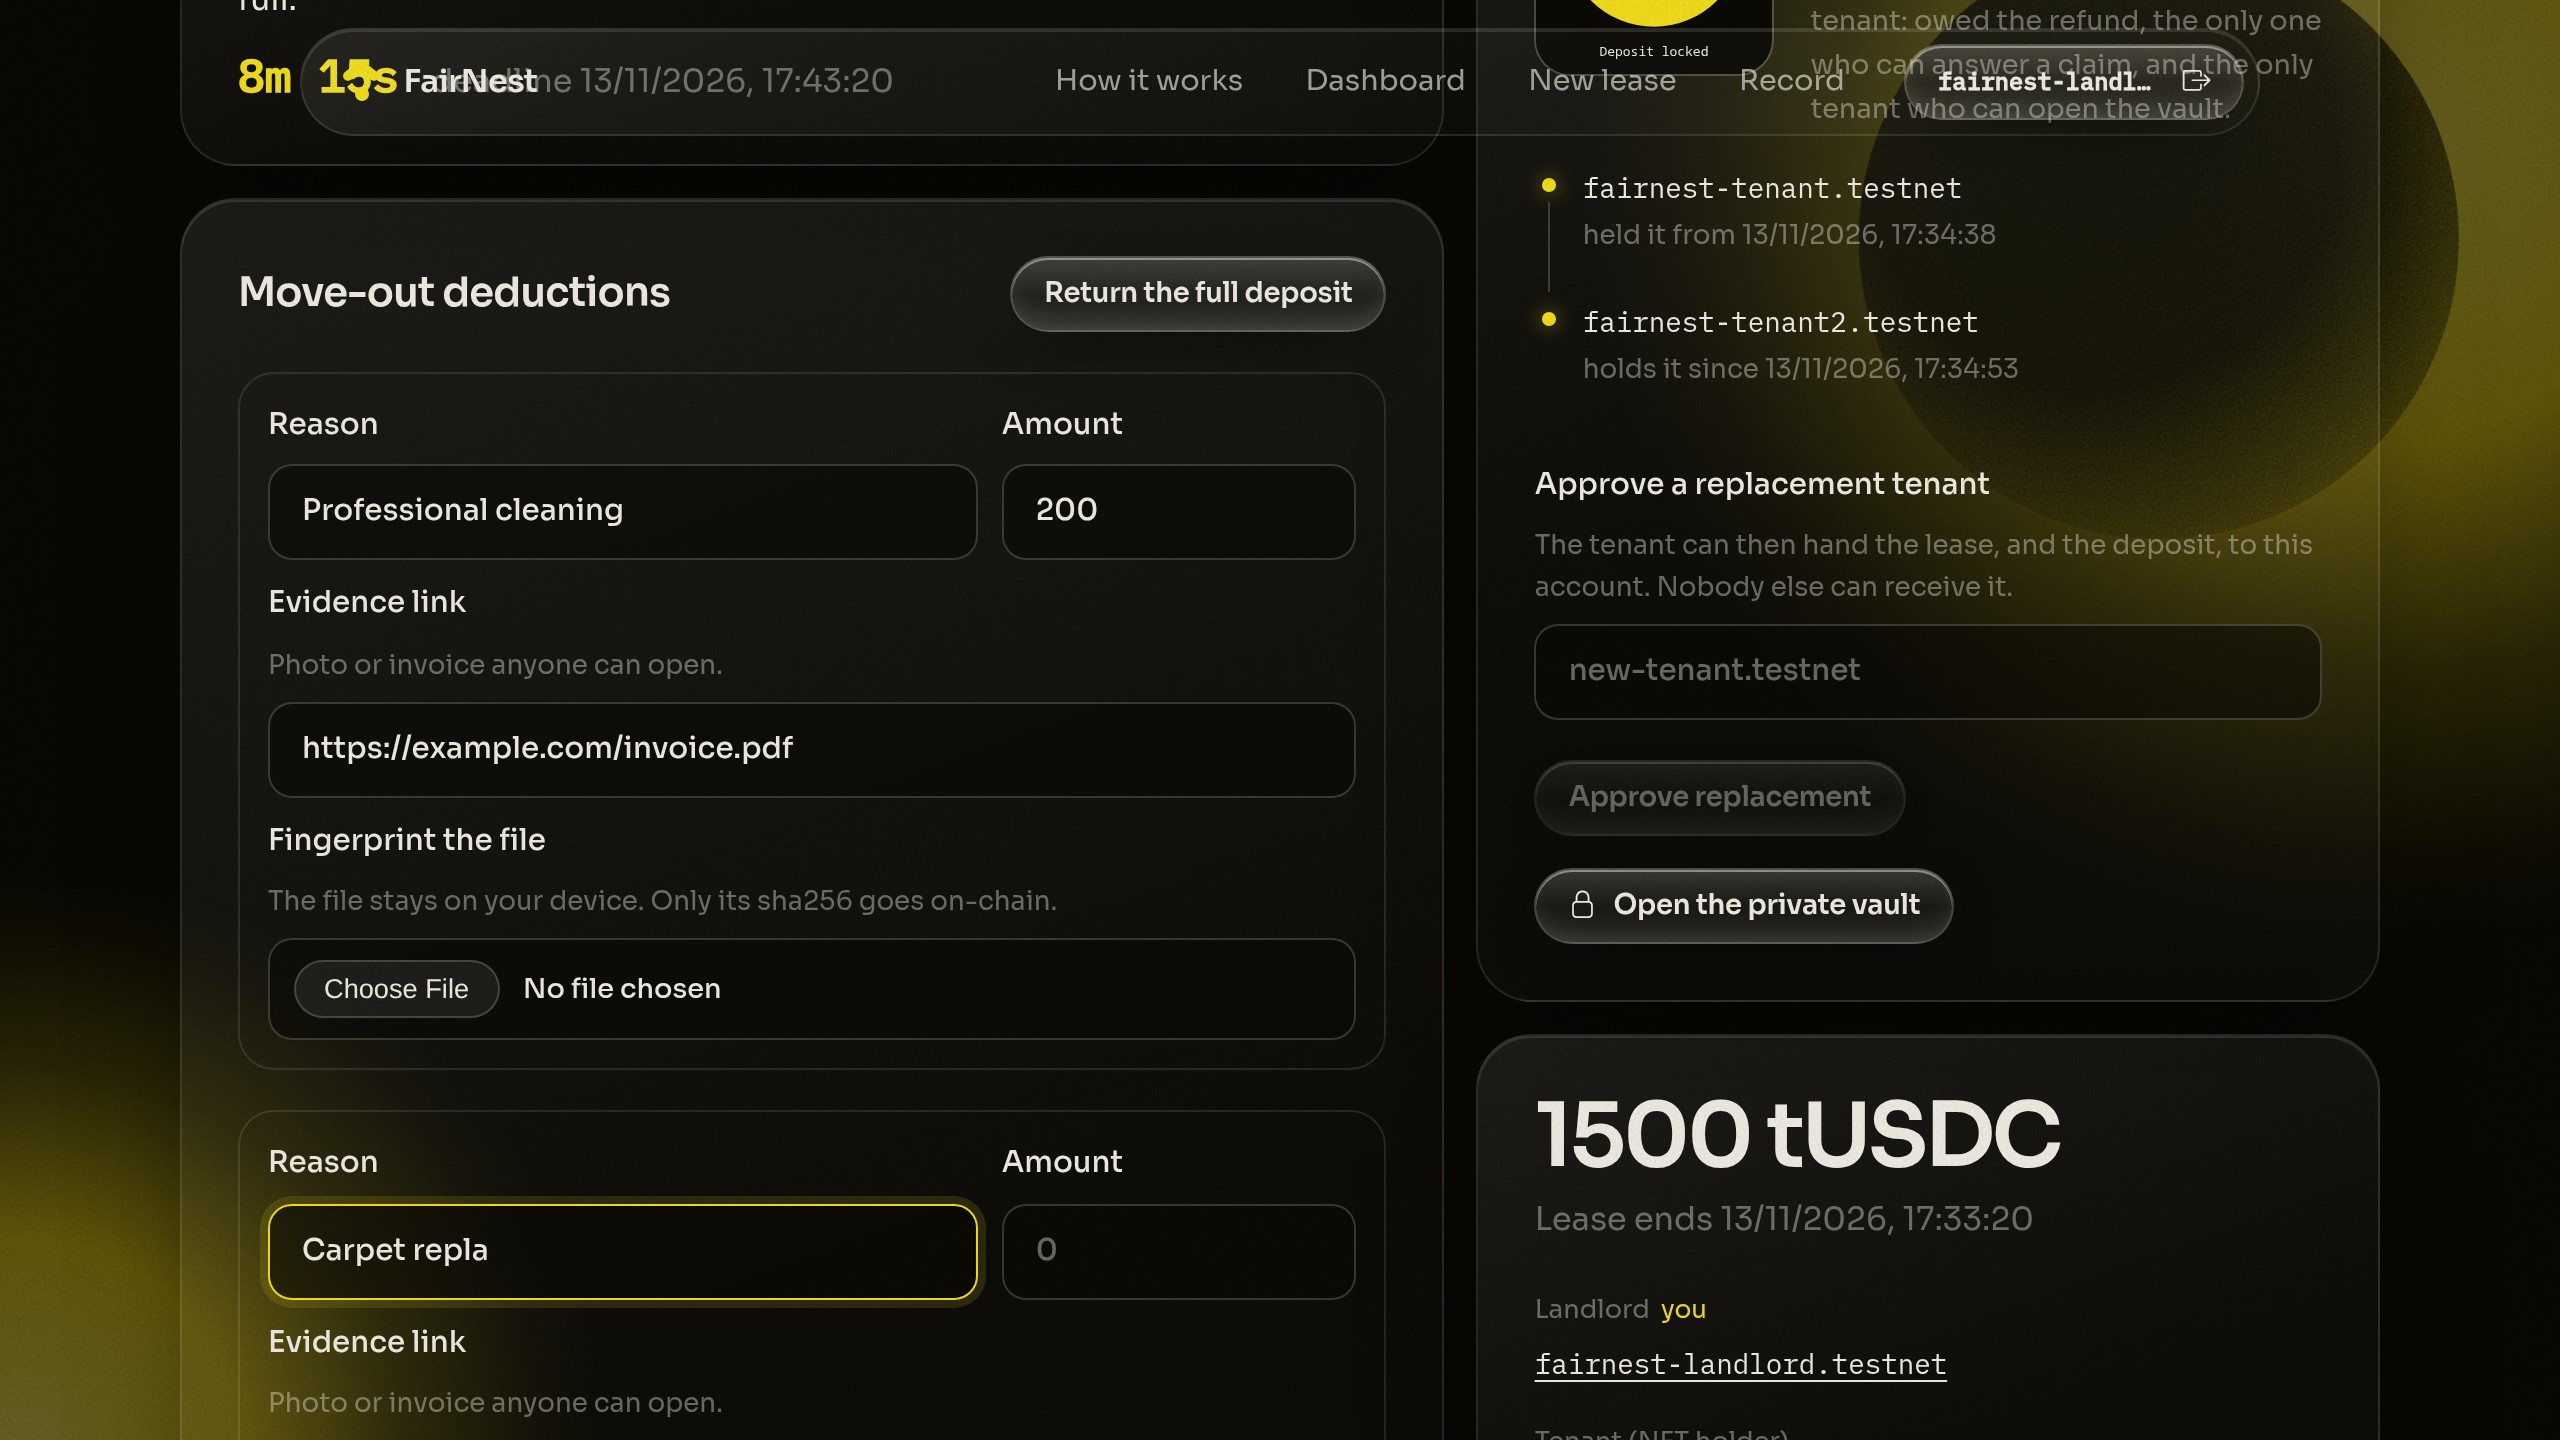 full.
8m 15s
deadline 13/11/2026, 17:43:20
FairNest
How it works
Dashboard
New lease
Record
fairnest-landl…
Move-out deductions
Return the full deposit
Reason
Amount
Professional cleaning
200
Evidence link
Photo or invoice anyone can open.
https://example.com/invoice.pdf
Fingerprint the file
The file stays on your device. Only its sha256 goes on-chain.
Choose File
No file chosen
Reason
Amount
Carpet repla
0
Evidence link
Photo or invoice anyone can open.
Deposit locked
tenant: owed the refund, the only one
who can answer a claim, and the only
tenant who can open the vault.
fairnest-tenant.testnet
held it from 13/11/2026, 17:34:38
fairnest-tenant2.testnet
holds it since 13/11/2026, 17:34:53
Approve a replacement tenant
The tenant can then hand the lease, and the deposit, to this
account. Nobody else can receive it.
new-tenant.testnet
Approve replacement
Open the private vault
1500 tUSDC
Lease ends 13/11/2026, 17:33:20
Landlord you
fairnest-landlord.testnet
Tenant (NFT holder)